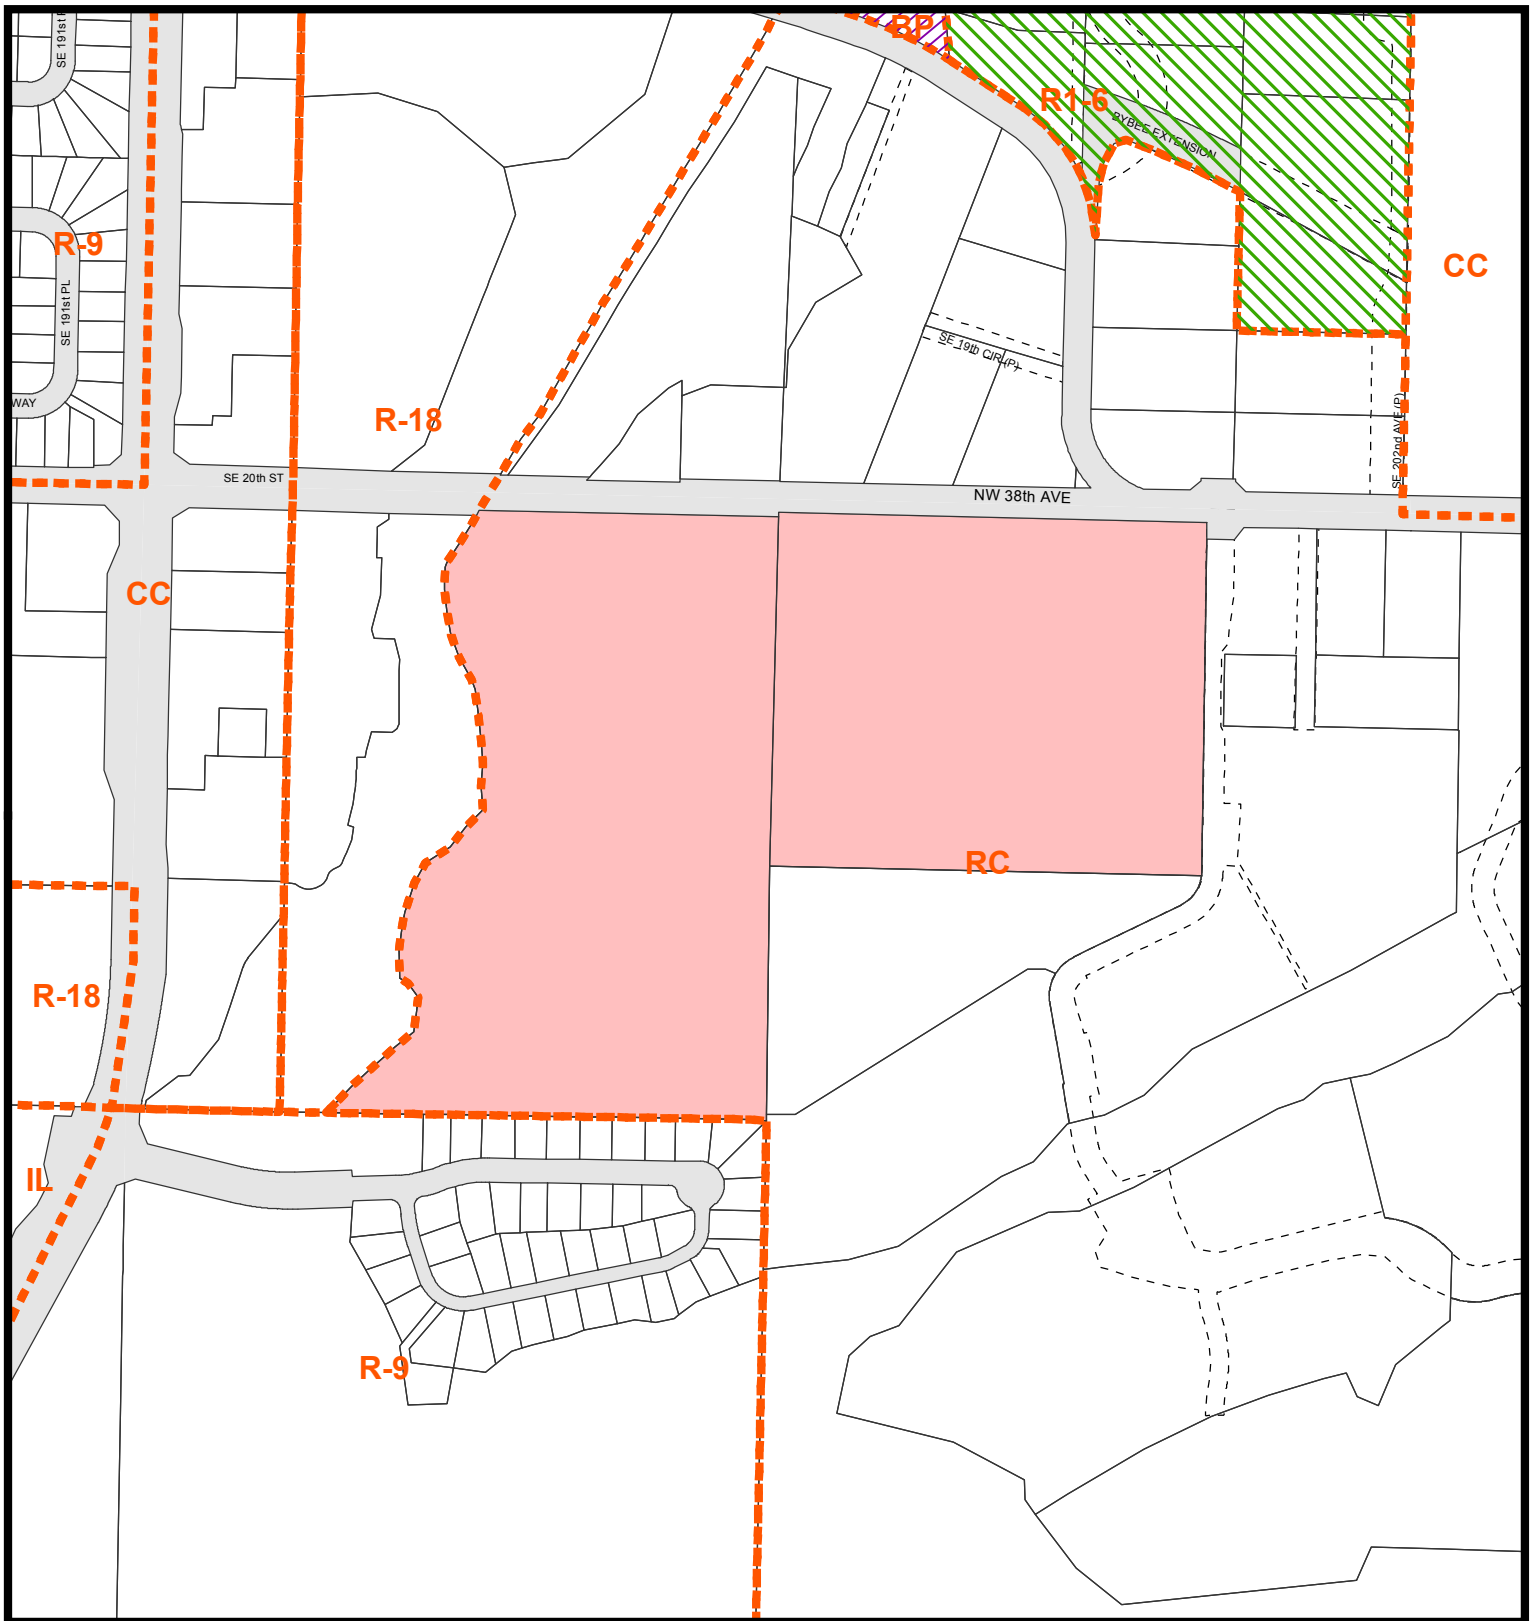 SE 191st P
BP
R1-6
BYBEE EXTENSION
R-9
CC
SE 191st PL
SE 19th CIR (P)
WAY
R-18
SE 202nd AVE (P)
SE 20th ST
NW 38th AVE
CC
RC
R-18
IL
R-9